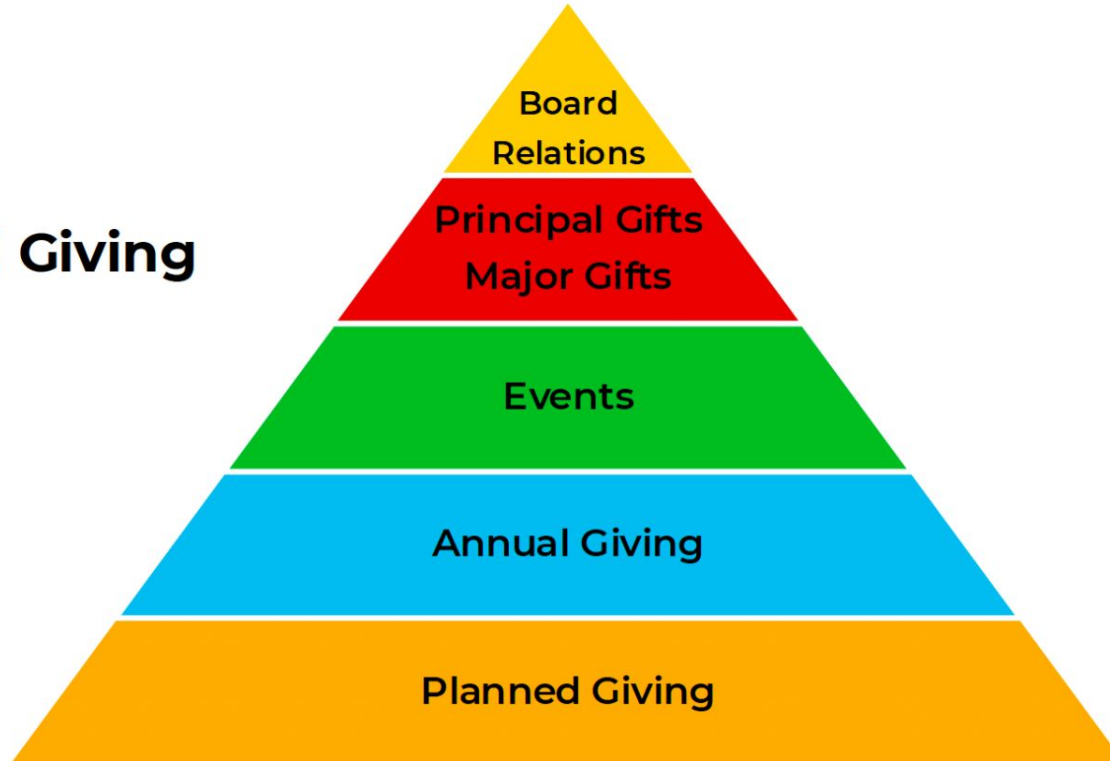 Board
Relations
Principal Gifts
Major Gifts
Giving
Events
Annual Giving
Planned Giving